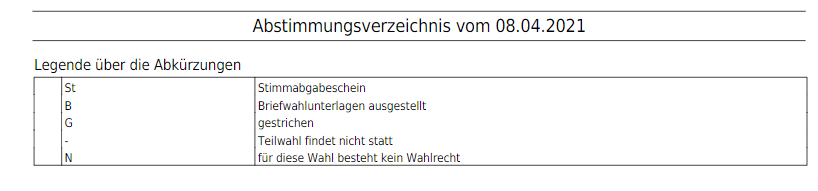 Abstimmungsverzeichnis vom 08.04.2021
Legende über die Abkürzungen
St Stimmabgabeschein
B Briefwahlunterlagen ausgestellt
G gestrichen
- Teilwahl findet nicht statt
N für diese Wahl besteht kein Wahlrecht